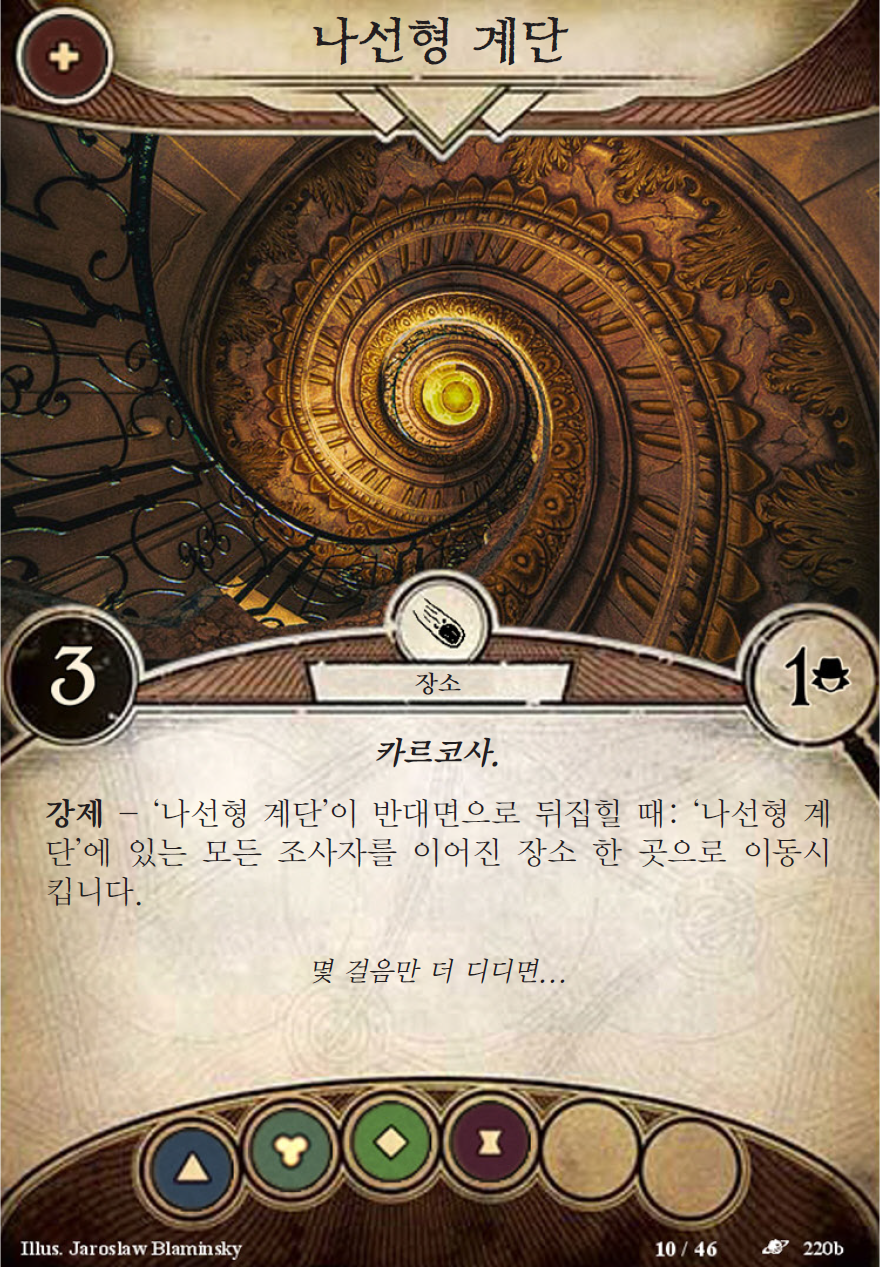 나선형 계단
3
장소
1
카르코사.
강제 – ‘나선형 계단’이 반대면으로 뒤집힐 때: ‘나선형 계
단’에 있는 모든 조사자를 이어진 장소 한 곳으로 이동시
킵니다.
몇 걸음만 더 디디면...
Illus. Jaroslaw Blaminsky
10 / 46
220b